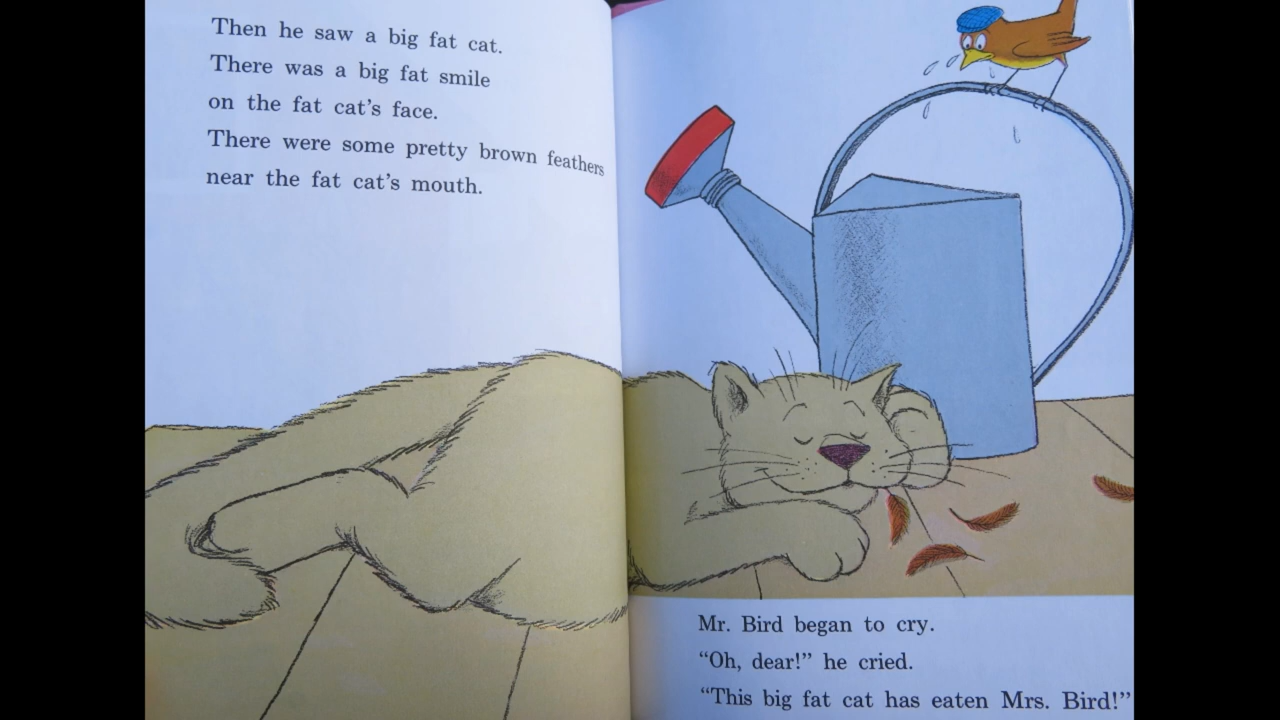 Then he saw a big fat cat.
There was a big fat smile
on the fat cat's face.
There were some pretty brown feathers
near the fat cat's mouth.
Mr. Bird began to cry.
“Oh, dear!” he cried.
“This big fat cat has eaten Mrs. Bird!”